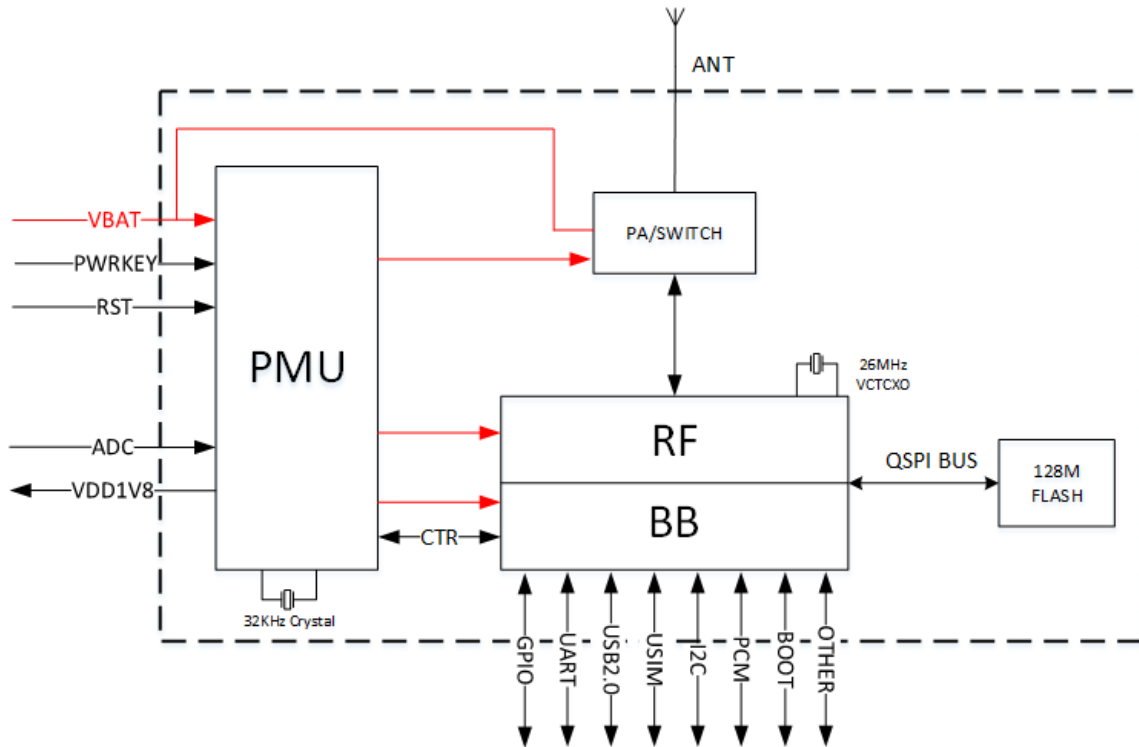 ANT
VBAT
PWRKEY
RST
ADC
VDD1V8
PMU
32KHz Crystal
PA/SWITCH
26MHz
VCTCXO
RF
BB
CTR
QSPI BUS
128M
FLASH
GPIO
UART
USB2.0
USIM
I2C
PCM
BOOT
OTHER